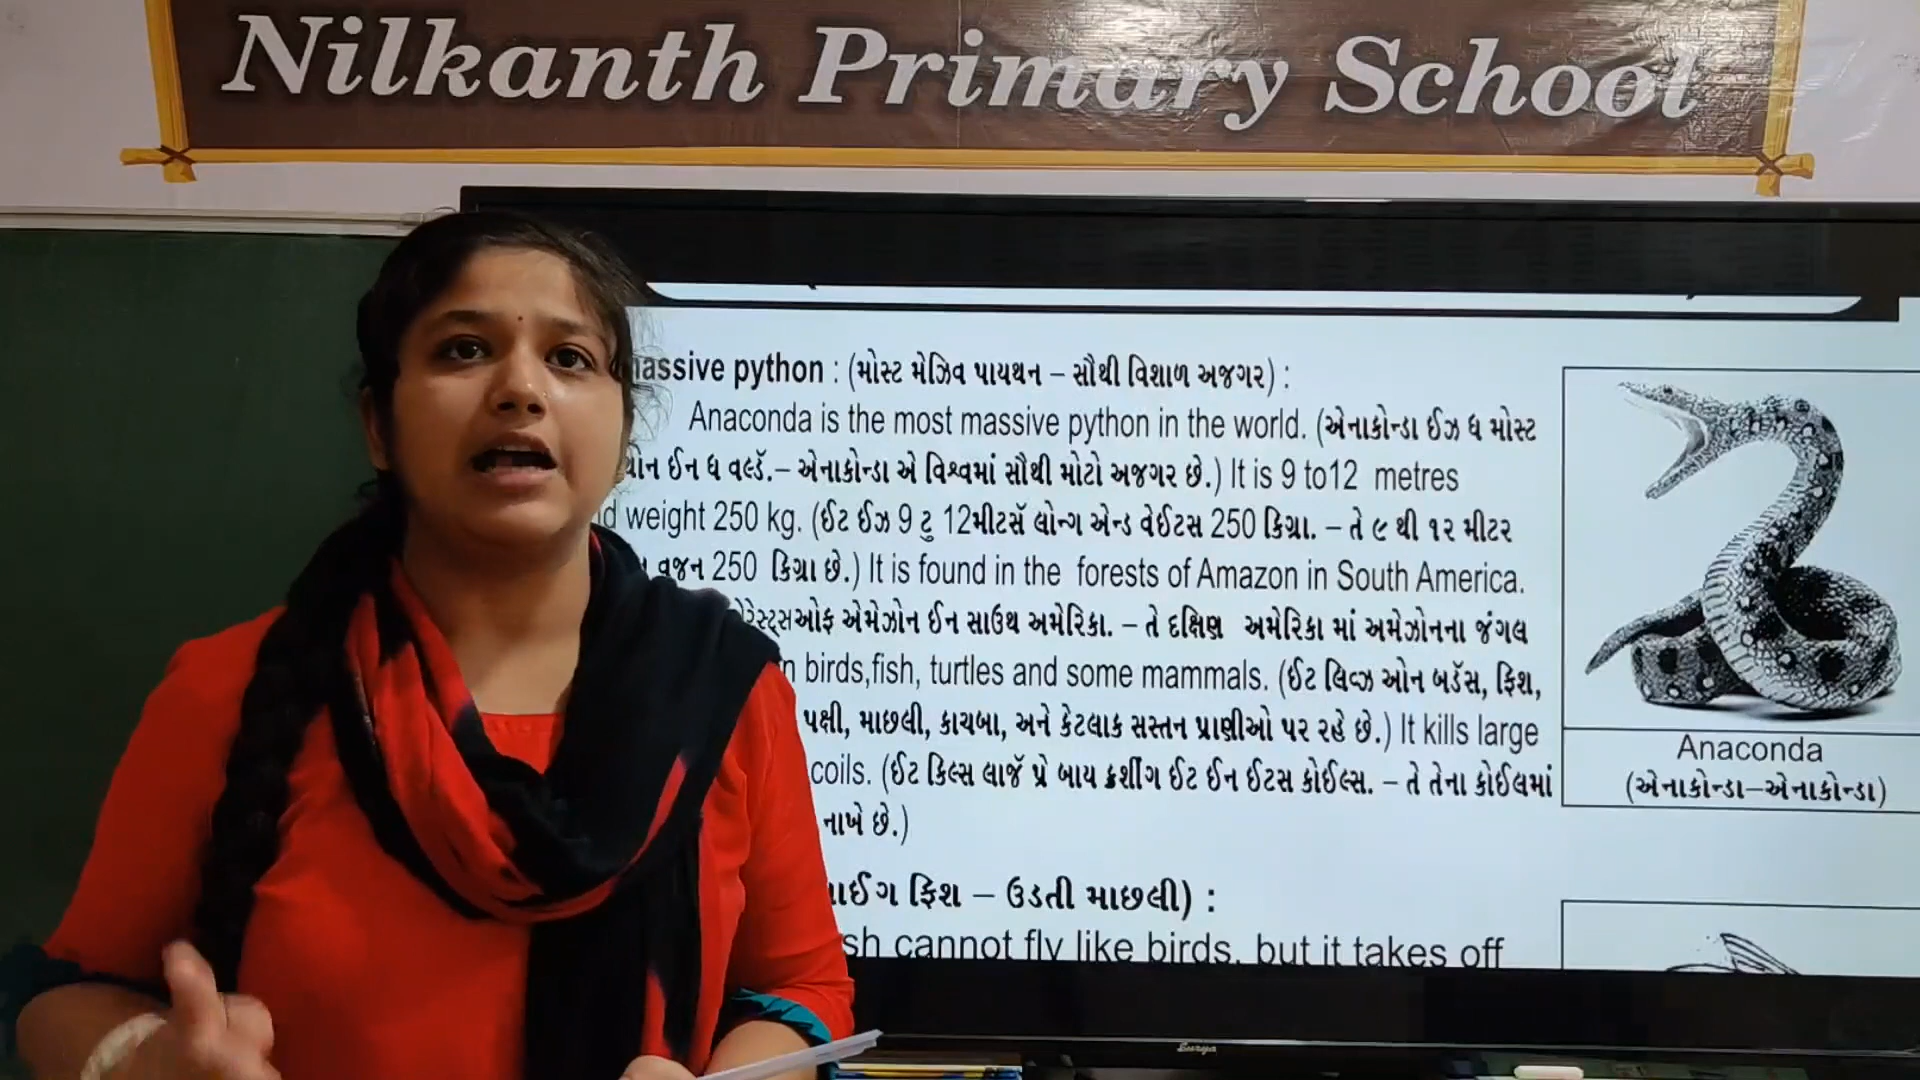 Nilkanth Primary School
massive python : (મોસ્ટ મેઝિવ પાયથન – સૌથી વિશાળ અજગર) :
Anaconda is the most massive python in the world. (એનાકોન્ડા ઈઝ ધ મોસ્ટ
ઈન ધ વર્લ્ડ.– એનાકોન્ડા એ વિશ્વમાં સૌથી મોટો અજગર છે.) It is 9 to12 metres
weight 250 kg. (ઈટ ઈઝ 9 ટુ 12મીટર્સ લોન્ગ એન્ડ વેઈટસ 250 કિગ્રા. – તે ૯ થી ૧૨ મીટર
વજન 250 કિગ્રા છે.) It is found in the forests of Amazon in South America.
ઓફ એમેઝોન ઈન સાઉથ અમેરિકા. – તે દક્ષિણ અમેરિકા માં અમેઝોનના જંગલ
birds,fish, turtles and some mammals. (ઈટ લિવ્ઝ ઓન બર્ડસ, ફિશ,
પક્ષી, માછલી, કાચબા, અને કેટલાક સસ્તન પ્રાણીઓ પર રહે છે.) It kills large
coils. (ઈટ કિલ્સ લાર્જ પ્રે બાય ક્રશીંગ ઈટ ઈન ઈટસ કોઈલ્સ. – તે તેના કોઈલમાં
નાખે છે.)
Anaconda
(એનાકોન્ડા–એનાકોન્ડા)
ફિશ – ઉડતી માછલી) :
cannot fly like birds, but it takes off